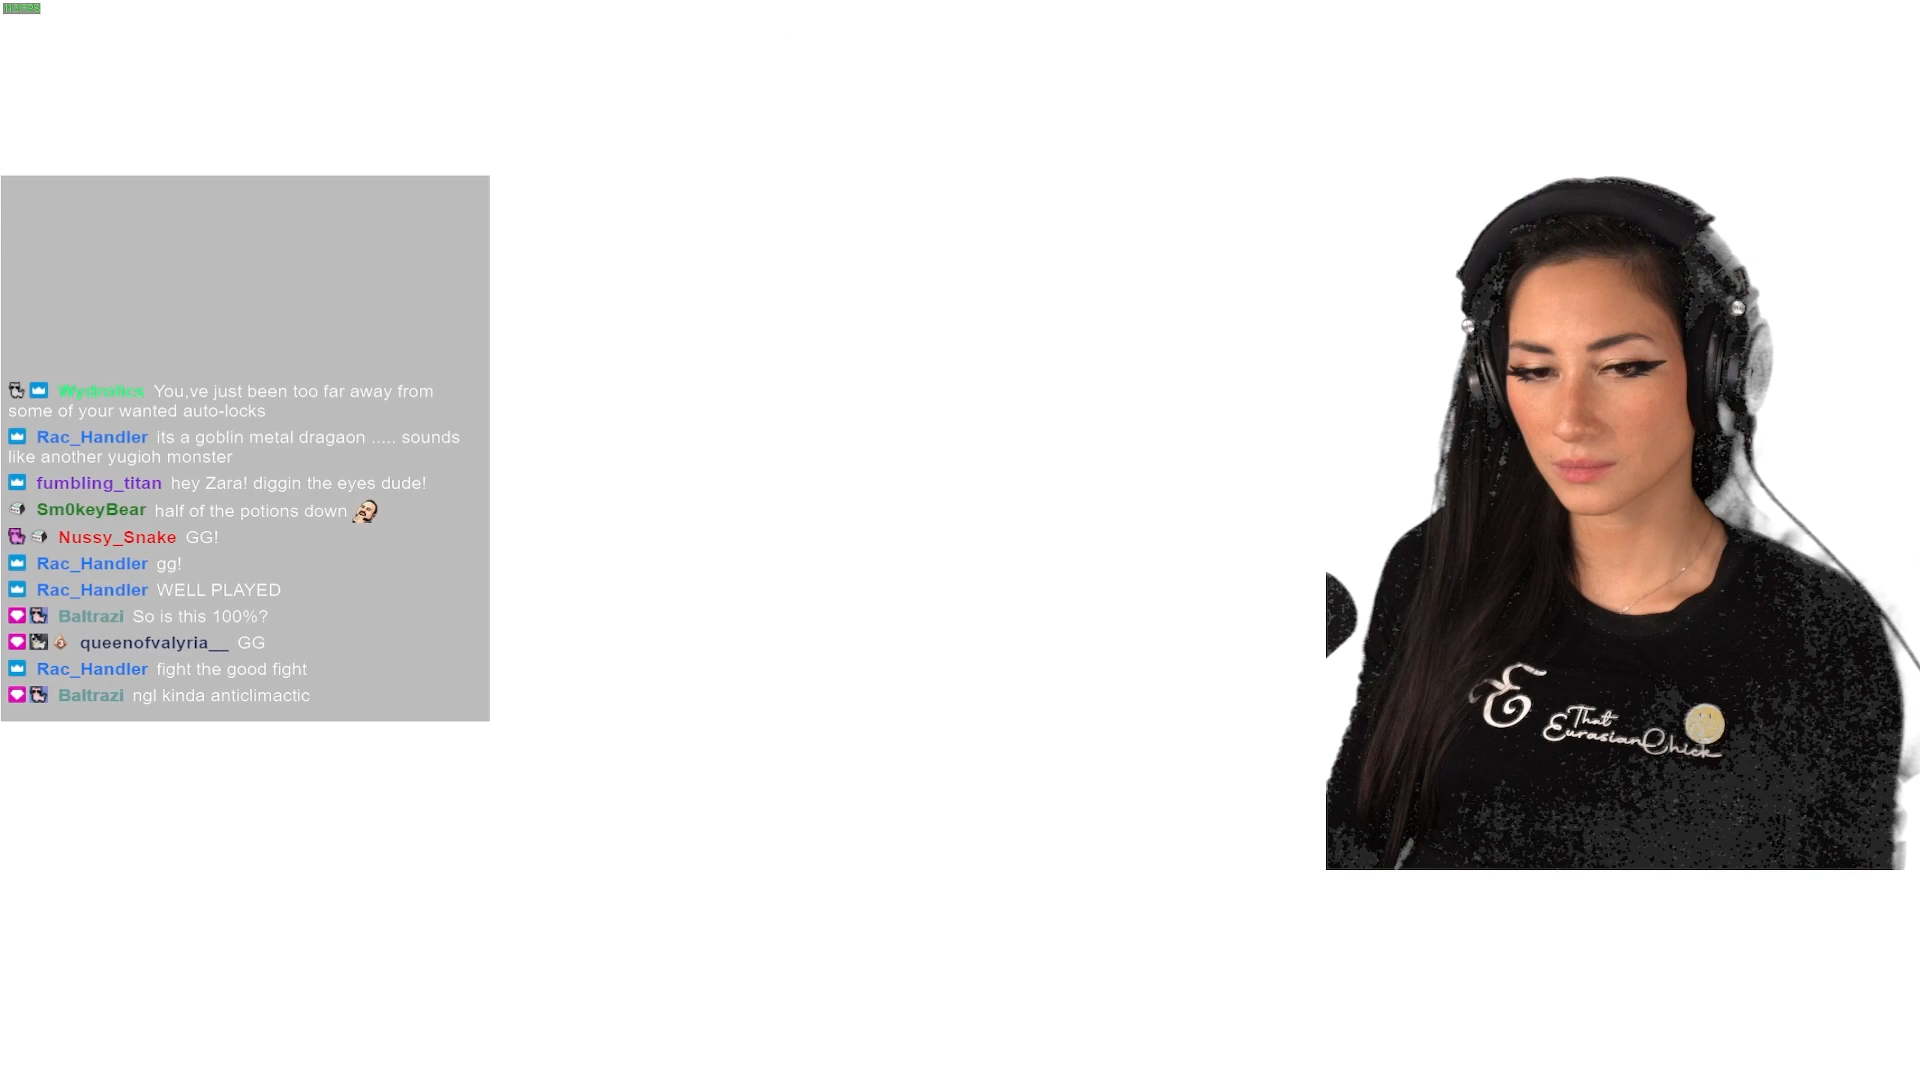 Wydrolics You,ve just been too far away from
some of your wanted auto-locks
Rac_Handler its a goblin metal dragaon ..... sounds
like another yugioh monster
fumbling_titan hey Zara! diggin the eyes dude!
Sm0keyBear half of the potions down
Nussy_Snake GG!
Rac_Handler gg!
Rac_Handler WELL PLAYED
Baltrazi So is this 100%?
queenofvalyria__ GG
Rac_Handler fight the good fight
Baltrazi ngl kinda anticlimactic
E
That
EurasianChick